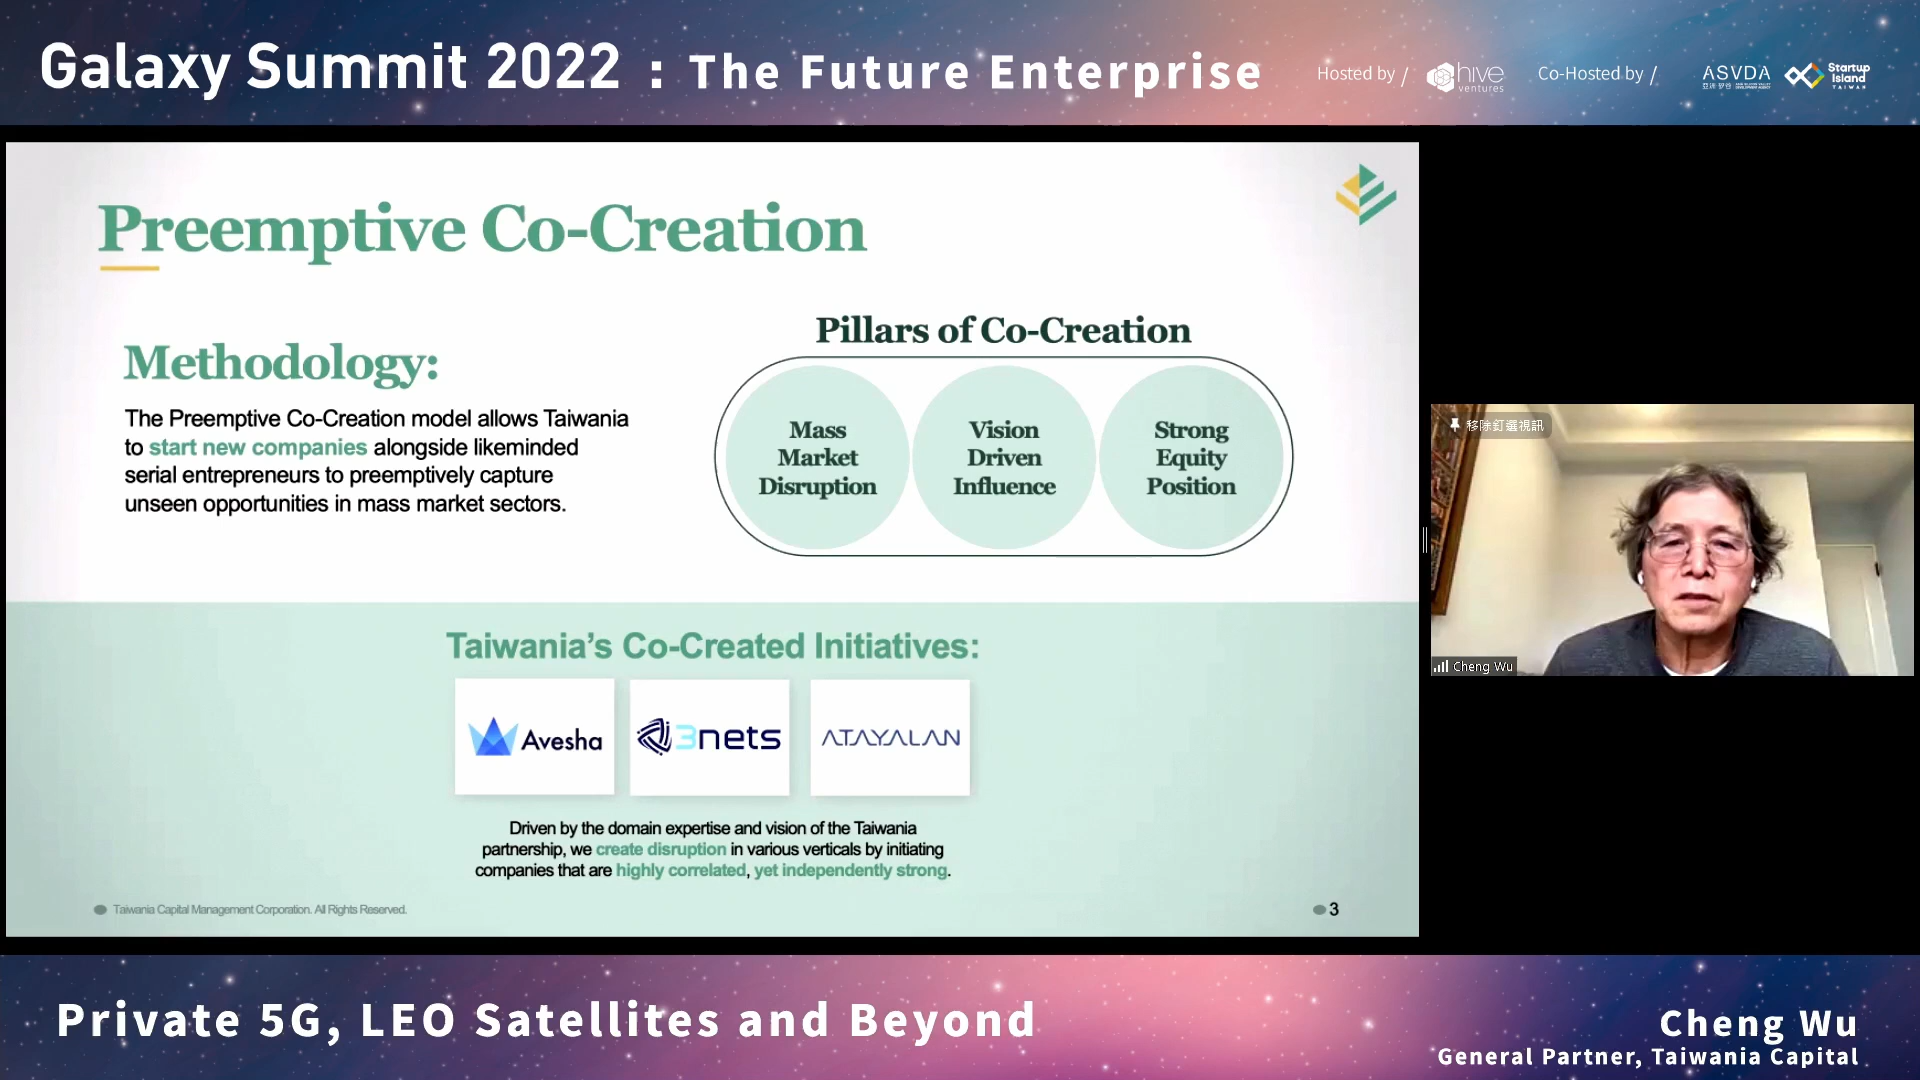 Galaxy Summit 2022 : The Future Enterprise
Hosted by / hive ventures
Co-Hosted by / ASVDA Startup Island TAIWAN
Preemptive Co-Creation
Methodology:
The Preemptive Co-Creation model allows Taiwania
to start new companies alongside likeminded
serial entrepreneurs to preemptively capture
unseen opportunities in mass market sectors.
Pillars of Co-Creation
Mass
Market
Disruption
Vision
Driven
Influence
Strong
Equity
Position
Taiwania's Co-Created Initiatives:
Avesha
3nets
ATAYALAN
Driven by the domain expertise and vision of the Taiwania
partnership, we create disruption in various verticals by initiating
companies that are highly correlated, yet independently strong.
Taiwania Capital Management Corporation. All Rights Reserved.
3
移除釘選視訊
Cheng Wu
Private 5G, LEO Satellites and Beyond
Cheng Wu
General Partner, Taiwania Capital